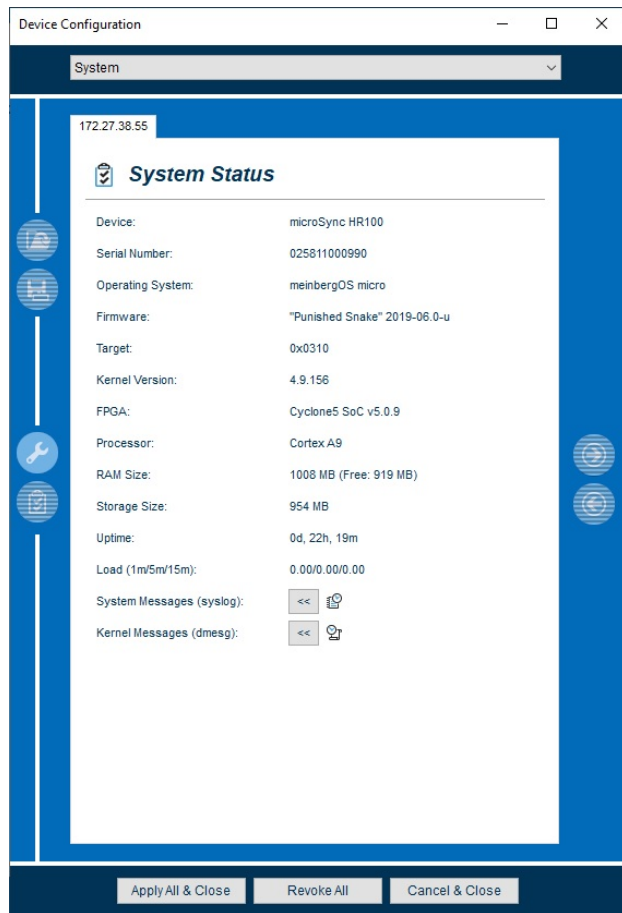 Device Configuration
System
172.27.38.55
System Status
Device: microSync HR100
Serial Number: 025811000990
Operating System: meinbergOS micro
Firmware: "Punished Snake" 2019-06.0-u
Target: 0x0310
Kernel Version: 4.9.156
FPGA: Cyclone5 SoC v5.0.9
Processor: Cortex A9
RAM Size: 1008 MB (Free: 919 MB)
Storage Size: 954 MB
Uptime: 0d, 22h, 19m
Load (1m/5m/15m): 0.00/0.00/0.00
System Messages (syslog): <<
Kernel Messages (dmesg): <<
Apply All & Close Revoke All Cancel & Close